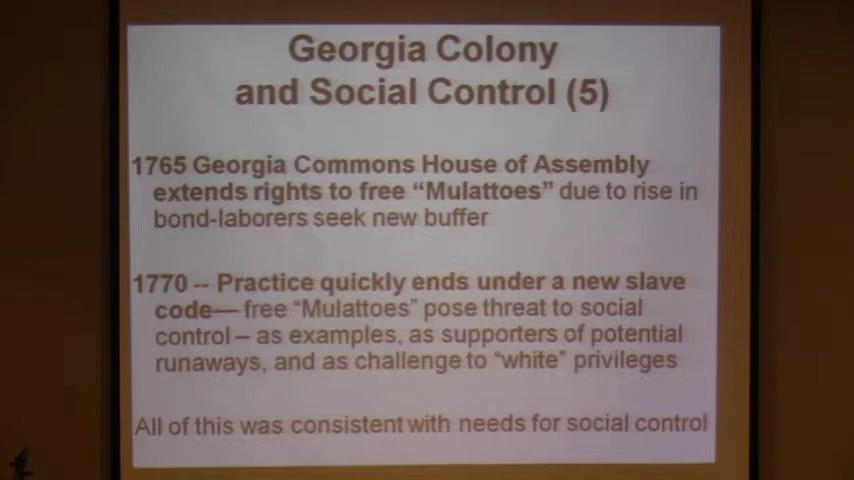 Georgia Colony
and Social Control (5)
1765 Georgia Commons House of Assembly
extends rights to free “Mulattoes” due to rise in
bond-laborers seek new buffer
1770 -- Practice quickly ends under a new slave
code— free “Mulattoes” pose threat to social
control – as examples, as supporters of potential
runaways, and as challenge to “white” privileges
All of this was consistent with needs for social control